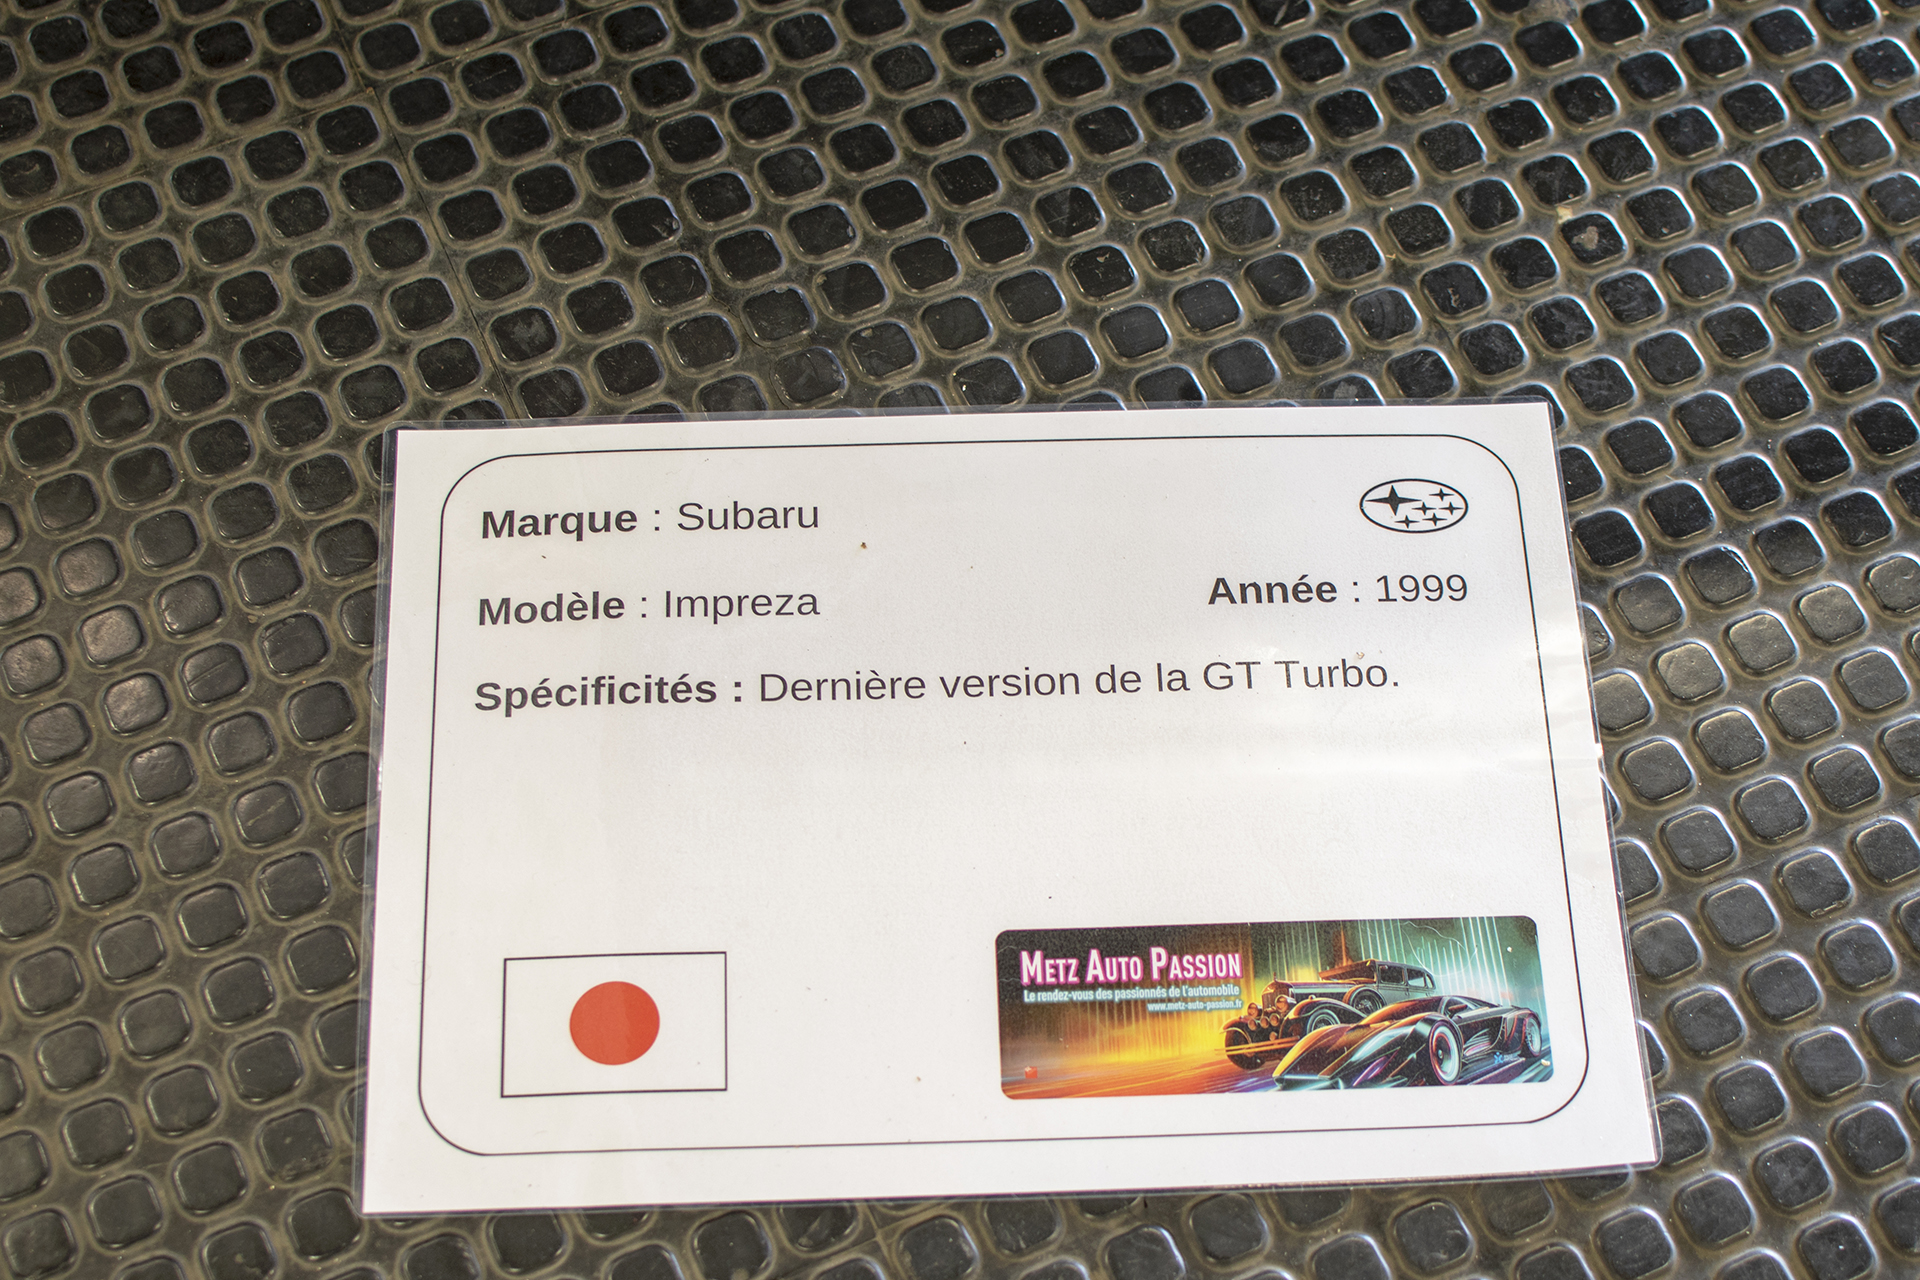 Marque : Subaru
Modèle : Impreza
Année : 1999
Spécificités : Dernière version de la GT Turbo.
METZ AUTO PASSION
Le rendez-vous des passionnés de l'automobile
www.metz-auto-passion.fr